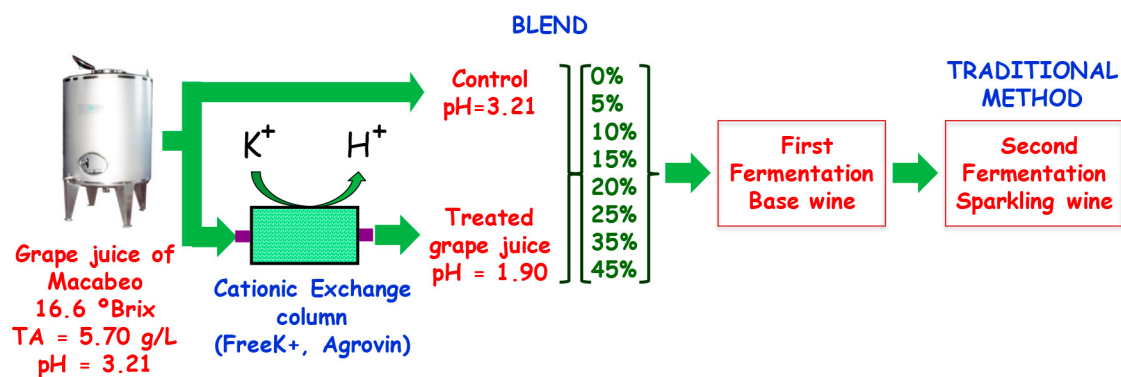 BLEND
Control
pH=3.21
0%
5%
10%
15%
20%
25%
35%
45%
TRADITIONAL
METHOD
K+
H+
First
Fermentation
Base wine
Second
Fermentation
Sparkling wine
Treated
grape juice
pH = 1.90
Grape juice of
Macabeo
16.6 ºBrix
TA = 5.70 g/L
pH = 3.21
Cationic Exchange
column
(FreeK+, Agrovin)